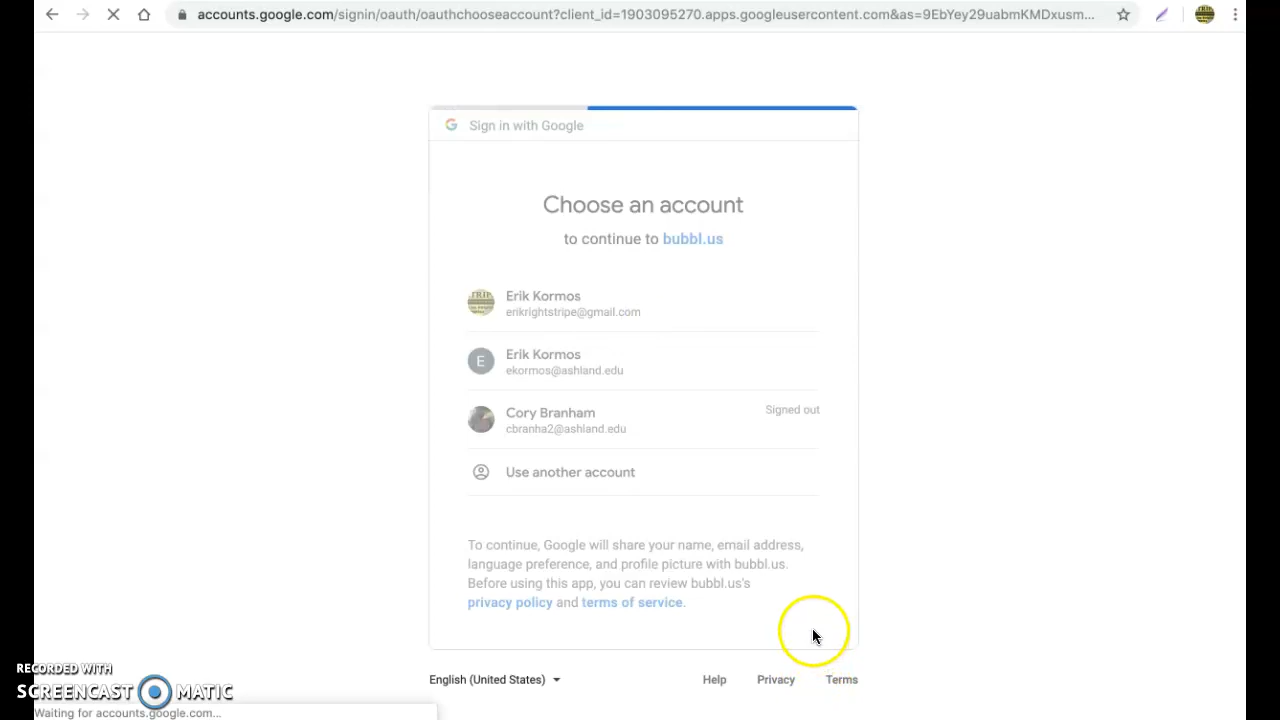 accounts.google.com/signin/oauth/oauthchooseaccount?client_id=1903095270.apps.googleusercontent.com&as=9EbYey29uabmKMDxusm...
Sign in with Google
Choose an account
to continue to bubbl.us
Erik Kormos
erikrightstripe@gmail.com
E
Erik Kormos
ekormos@ashland.edu
Cory Branham
Signed out
cbranha2@ashland.edu
Use another account
To continue, Google will share your name, email address,
language preference, and profile picture with bubbl.us.
Before using this app, you can review bubbl.us's
privacy policy and terms of service.
English (United States)
Help
Privacy
Terms
RECORDED WITH
SCREENCAST MATIC
Waiting for accounts.google.com...